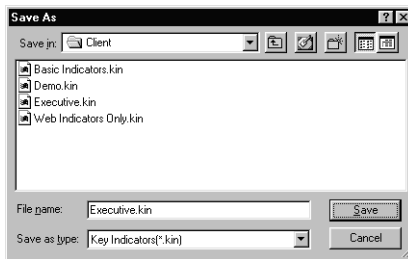 Save As
Save in: Client
Basic Indicators.kin
Demo.kin
Executive.kin
Web Indicators Only.kin
File name: Executive.kin Save
Save as type: Key Indicators(*.kin) Cancel